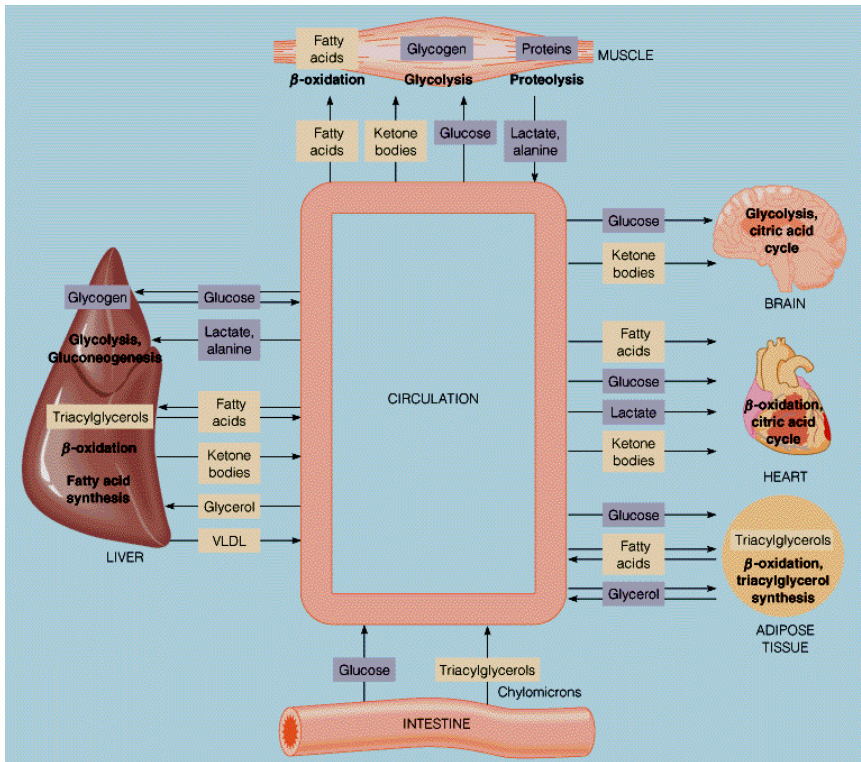 Fatty
acids
β-oxidation
Glycogen
Glycolysis
Proteins
Proteolysis
MUSCLE
Fatty
acids
Ketone
bodies
Glucose
Lactate,
alanine
Glycogen
Glucose
Glycolysis,
Gluconeogenesis
Lactate,
alanine
Triacylglycerols
Fatty
acids
β-oxidation
Ketone
bodies
Fatty acid
synthesis
Glycerol
VLDL
LIVER
CIRCULATION
Glucose
Ketone
bodies
Glycolysis,
citric acid
cycle
BRAIN
Fatty
acids
Glucose
Lactate
Ketone
bodies
β-oxidation,
citric acid
cycle
HEART
Glucose
Fatty
acids
Glycerol
Triacylglycerols
β-oxidation,
triacylglycerol
synthesis
ADIPOSE
TISSUE
Glucose
Triacylglycerols
Chylomicrons
INTESTINE